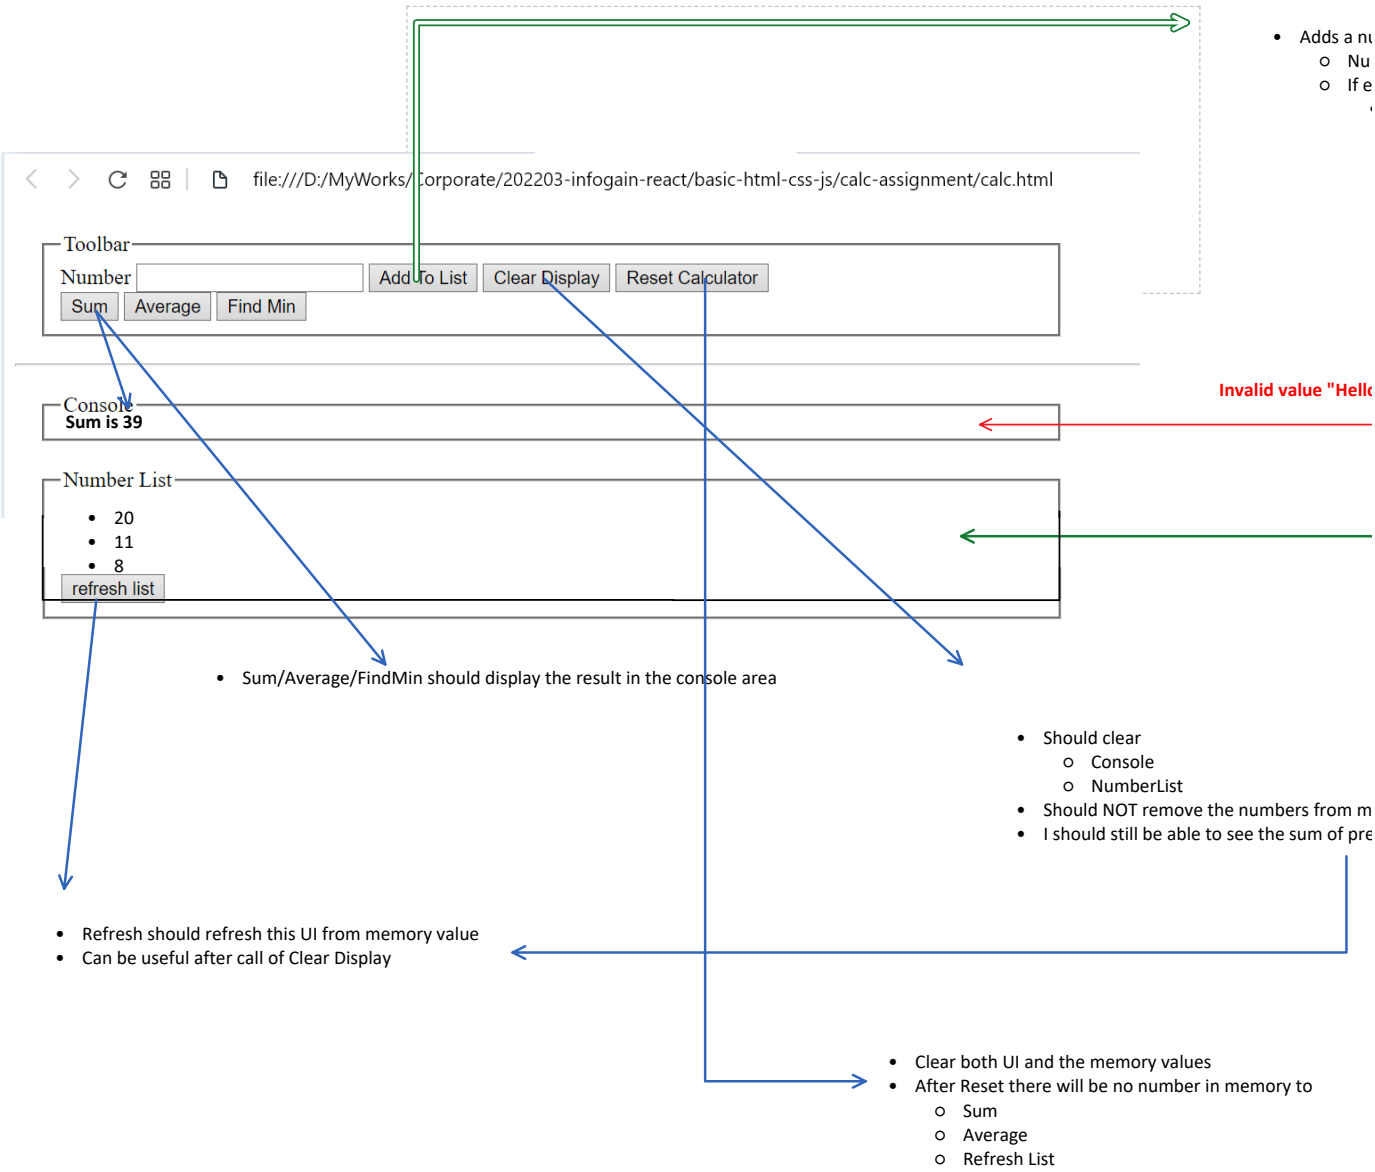 • Adds a
○
○ If
file:///D:/MyWorks/Corporate/202203-infogain-react/basic-html-css-js/calc-assignment/calc.html
Toolbar
Number Add To List Clear Display Reset Calculator
Sum Average Find Min
Invalid value "Hello
Console
Sum is 39
Number List
• 20
• 11
• 8
refresh list
• Sum/Average/FindMin should display the result in the console area
• Should clear
○ Console
○ NumberList
• Should NOT remove the numbers from
• I should still be able to see the sum of
• Refresh should refresh this UI from memory value
• Can be useful after call of Clear Display
• Clear both UI and the memory values
• After Reset there will be no number in memory to
○ Sum
○ Average
○ Refresh List